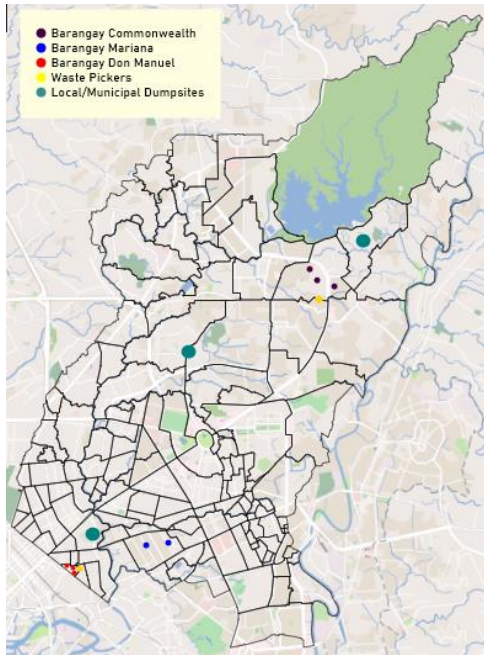 Barangay Commonwealth
Barangay Mariana
Barangay Don Manuel
Waste Pickers
Local/Municipal Dumpsites